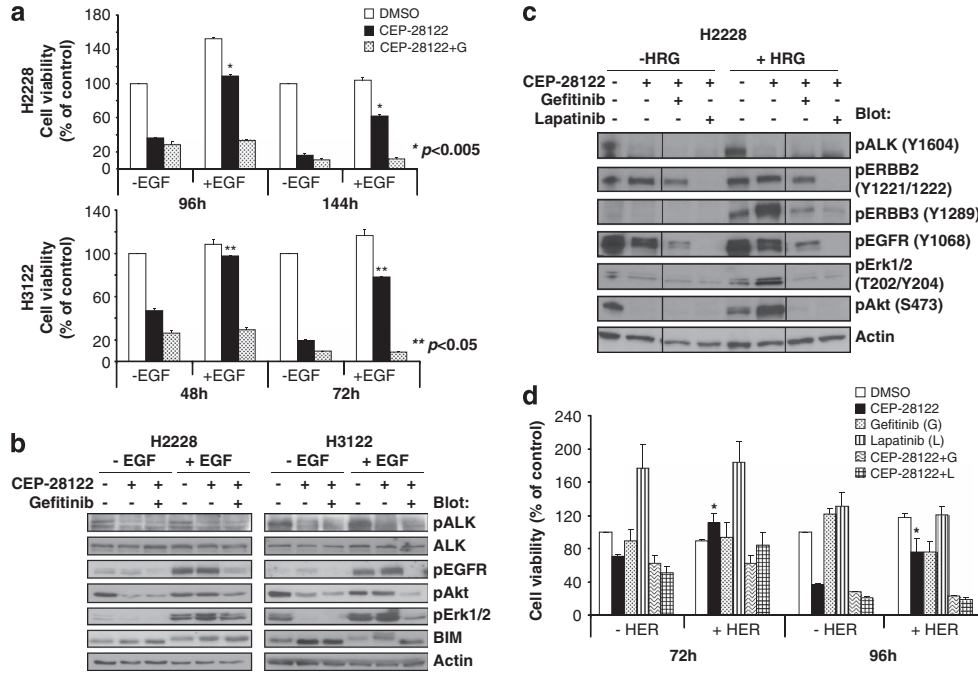 a
180
140
100
60
20
0
H2228
Cell viability
(% of control)
DMSO
CEP-28122
CEP-28122+G
*
*
* p<0.005
-EGF +EGF -EGF +EGF
96h 144h
140
100
60
20
0
H3122
Cell viability
(% of control)
**
**
** p<0.05
-EGF +EGF -EGF +EGF
48h 72h
b
H2228 H3122
- EGF + EGF - EGF + EGF
CEP-28122 - + + - + + - + + - + +
Gefitinib - - + - - + - - + - - + Blot:
pALK
ALK
pEGFR
pAkt
pErk1/2
BIM
Actin
c
H2228
-HRG + HRG
CEP-28122 - + + + - + + +
Gefitinib - - + - - - + -
Lapatinib - - - + - - - + Blot:
pALK (Y1604)
pERBB2
(Y1221/1222)
pERBB3 (Y1289)
pEGFR (Y1068)
pErk1/2
(T202/Y204)
pAkt (S473)
Actin
d
240
200
160
120
80
40
0
Cell viability (% of control)
DMSO
CEP-28122
Gefitinib (G)
Lapatinib (L)
CEP-28122+G
CEP-28122+L
*
*
- HER + HER - HER + HER
72h 96h